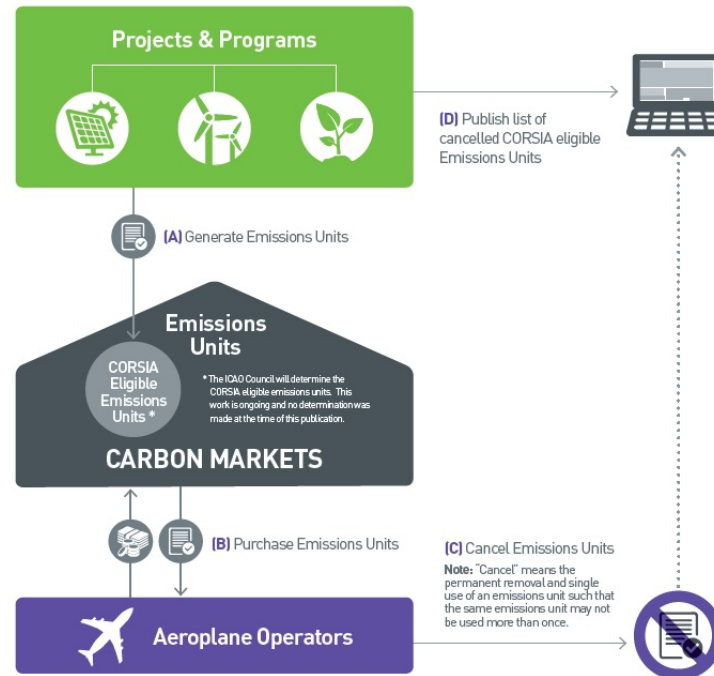 Projects & Programs
(D) Publish list of
cancelled CORSIA eligible
Emissions Units
(A) Generate Emissions Units
Emissions
Units
CORSIA
Eligible
Emissions
Units *
* The ICAO Council will determine the
CORSIA eligible emissions units. This
work is ongoing and no determination was
made at the time of this publication.
CARBON MARKETS
(B) Purchase Emissions Units
(C) Cancel Emissions Units
Note: "Cancel" means the
permanent removal and single
use of an emissions unit such that
the same emissions unit may not
be used more than once.
Aeroplane Operators